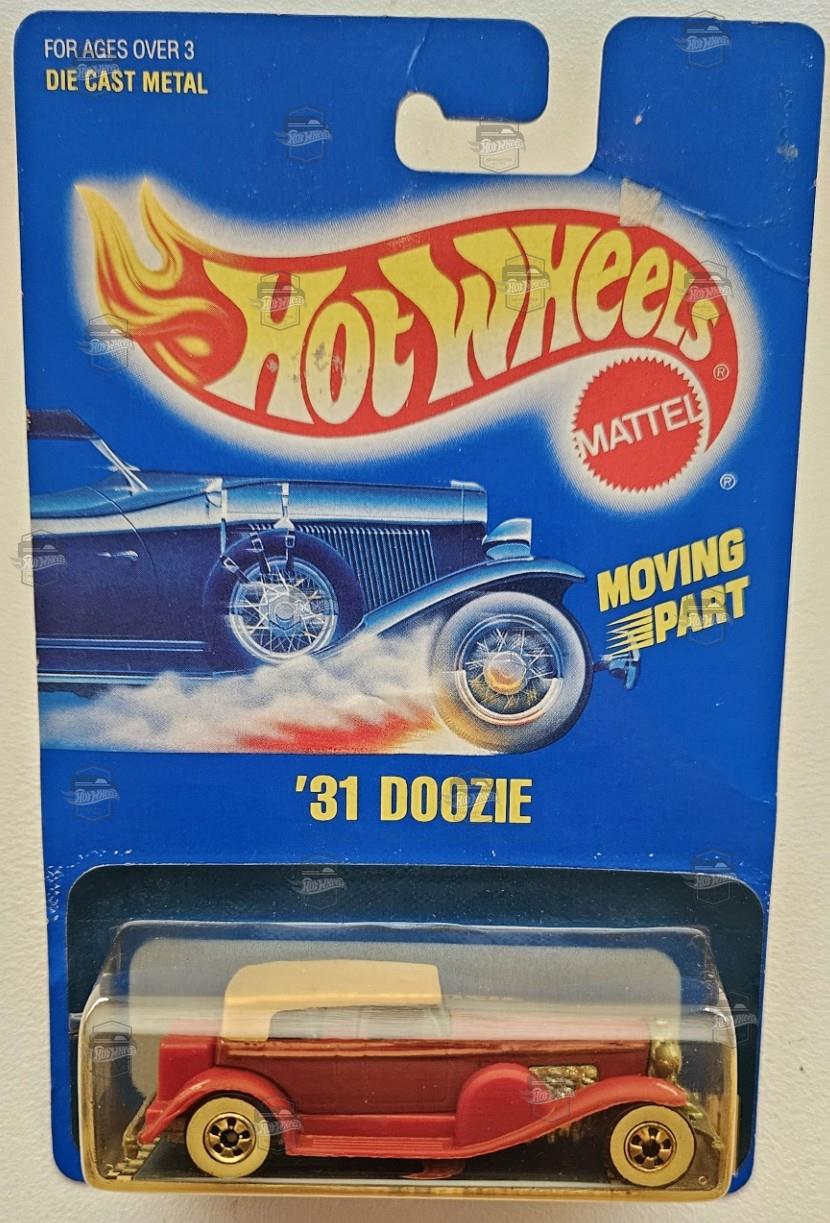 FOR AGES OVER 3
DIE CAST METAL
Hot Wheels ®
MATTEL
®
MOVING
PART
'31 DOOZIE